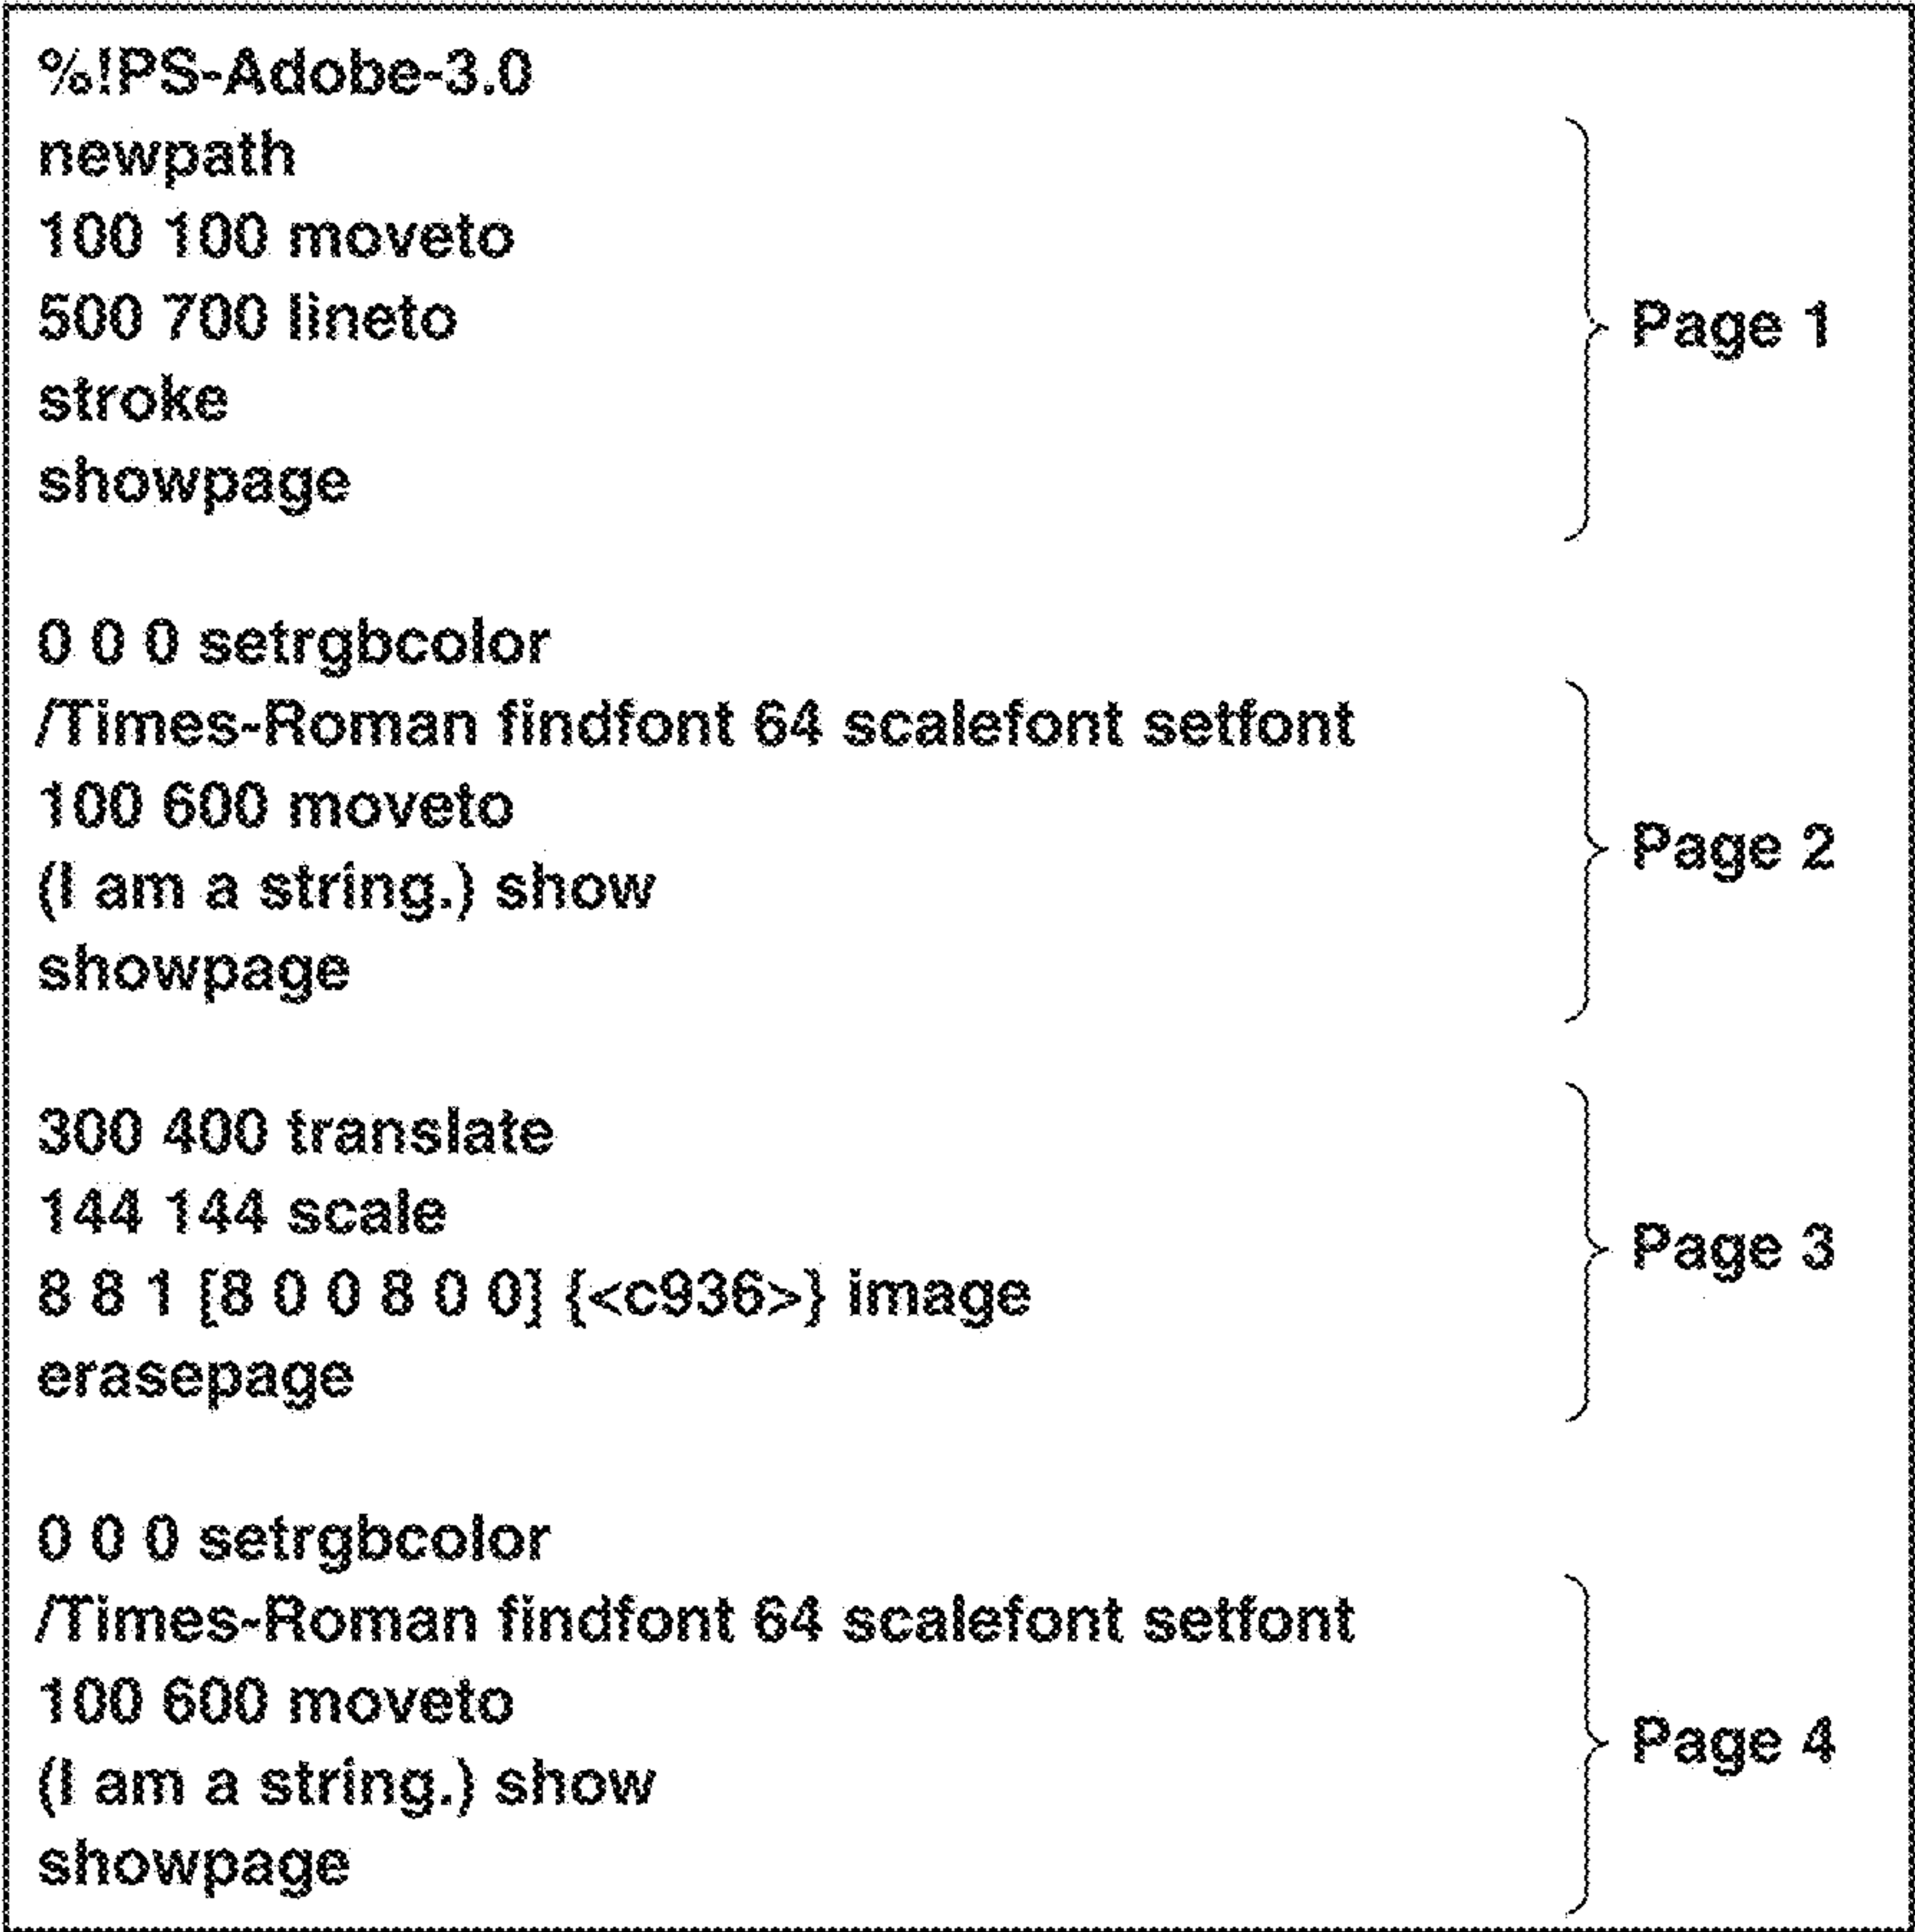 %!PS-Adobe-3.0
newpath
100 100 moveto
500 700 lineto
stroke
showpage
Page 1
0 0 0 setrgbcolor
/Times-Roman findfont 64 scalefont setfont
100 600 moveto
(I am a string.) show
showpage
Page 2
300 400 translate
144 144 scale
8 8 1 [8 0 0 8 0 0] {<c936>} image
erasepage
Page 3
0 0 0 setrgbcolor
/Times-Roman findfont 64 scalefont setfont
100 600 moveto
(I am a string.) show
showpage
Page 4